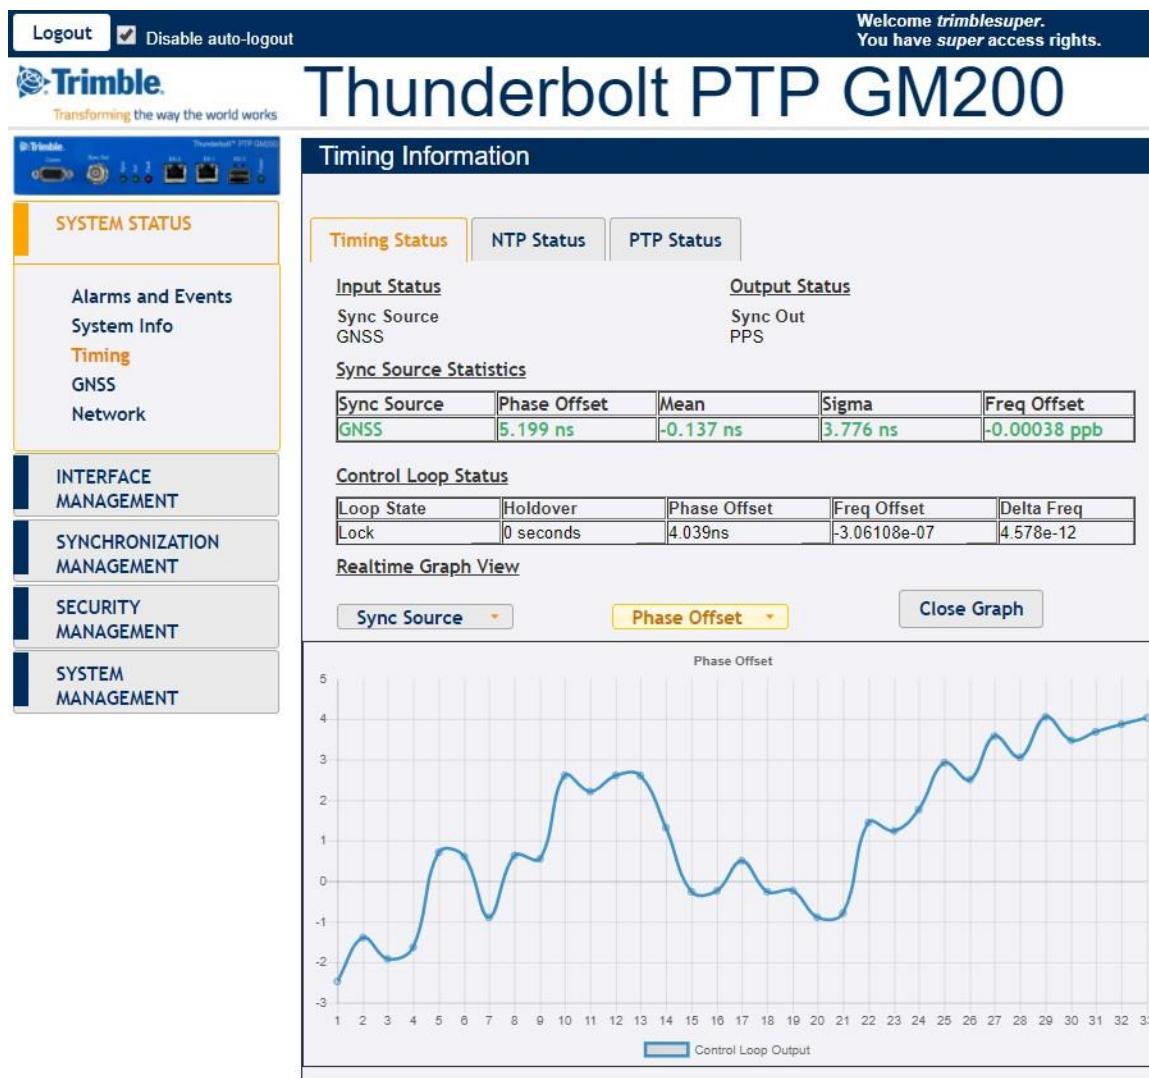 Logout Disable auto-logout
Welcome trimblesuper.
You have super access rights.
Trimble.
Transforming the way the world works
Thunderbolt PTP GM200
Trimble
Thunderbolt™ PTP GM200
Timing Information
SYSTEM STATUS
Alarms and Events
System Info
Timing
GNSS
Network
INTERFACE
MANAGEMENT
SYNCHRONIZATION
MANAGEMENT
SECURITY
MANAGEMENT
SYSTEM
MANAGEMENT
Timing Status NTP Status PTP Status
Input Status Output Status
Sync Source Sync Out
GNSS PPS
Sync Source Statistics
Sync Source Phase Offset Mean Sigma Freq Offset
GNSS 5.199 ns -0.137 ns 3.776 ns -0.00038 ppb
Control Loop Status
Loop State Holdover Phase Offset Freq Offset Delta Freq
Lock 0 seconds 4.039ns -3.06108e-07 4.578e-12
Realtime Graph View
Sync Source Phase Offset Close Graph
Phase Offset
5
4
3
2
1
0
-1
-2
-3
1 2 3 4 5 6 7 8 9 10 11 12 13 14 15 16 17 18 19 20 21 22 23 24 25 26 27 28 29 30 31 32 33
Control Loop Output